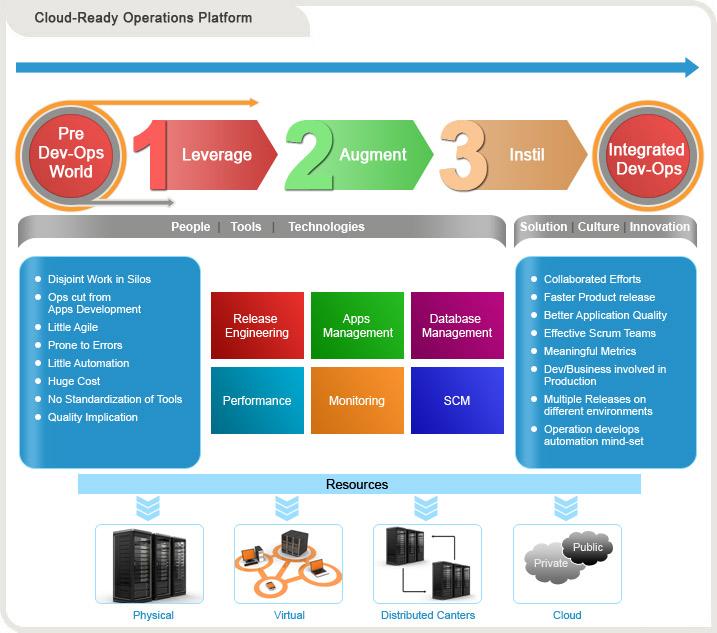 Cloud-Ready Operations Platform
Pre
Dev-Ops
World
1 Leverage
2 Augment
3 Instil
Integrated
Dev-Ops
People | Tools | Technologies
Solution | Culture | Innovation
Disjoint Work in Silos
Ops cut from
Apps Development
Little Agile
Prone to Errors
Little Automation
Huge Cost
No Standardization of Tools
Quality Implication
Release
Engineering
Apps
Management
Database
Management
Performance
Monitoring
SCM
Collaborated Efforts
Faster Product release
Better Application Quality
Effective Scrum Teams
Meaningful Metrics
Dev/Business involved in
Production
Multiple Releases on
different environments
Operation develops
automation mind-set
Resources
Physical
Virtual
Distributed Canters
Private
Public
Cloud